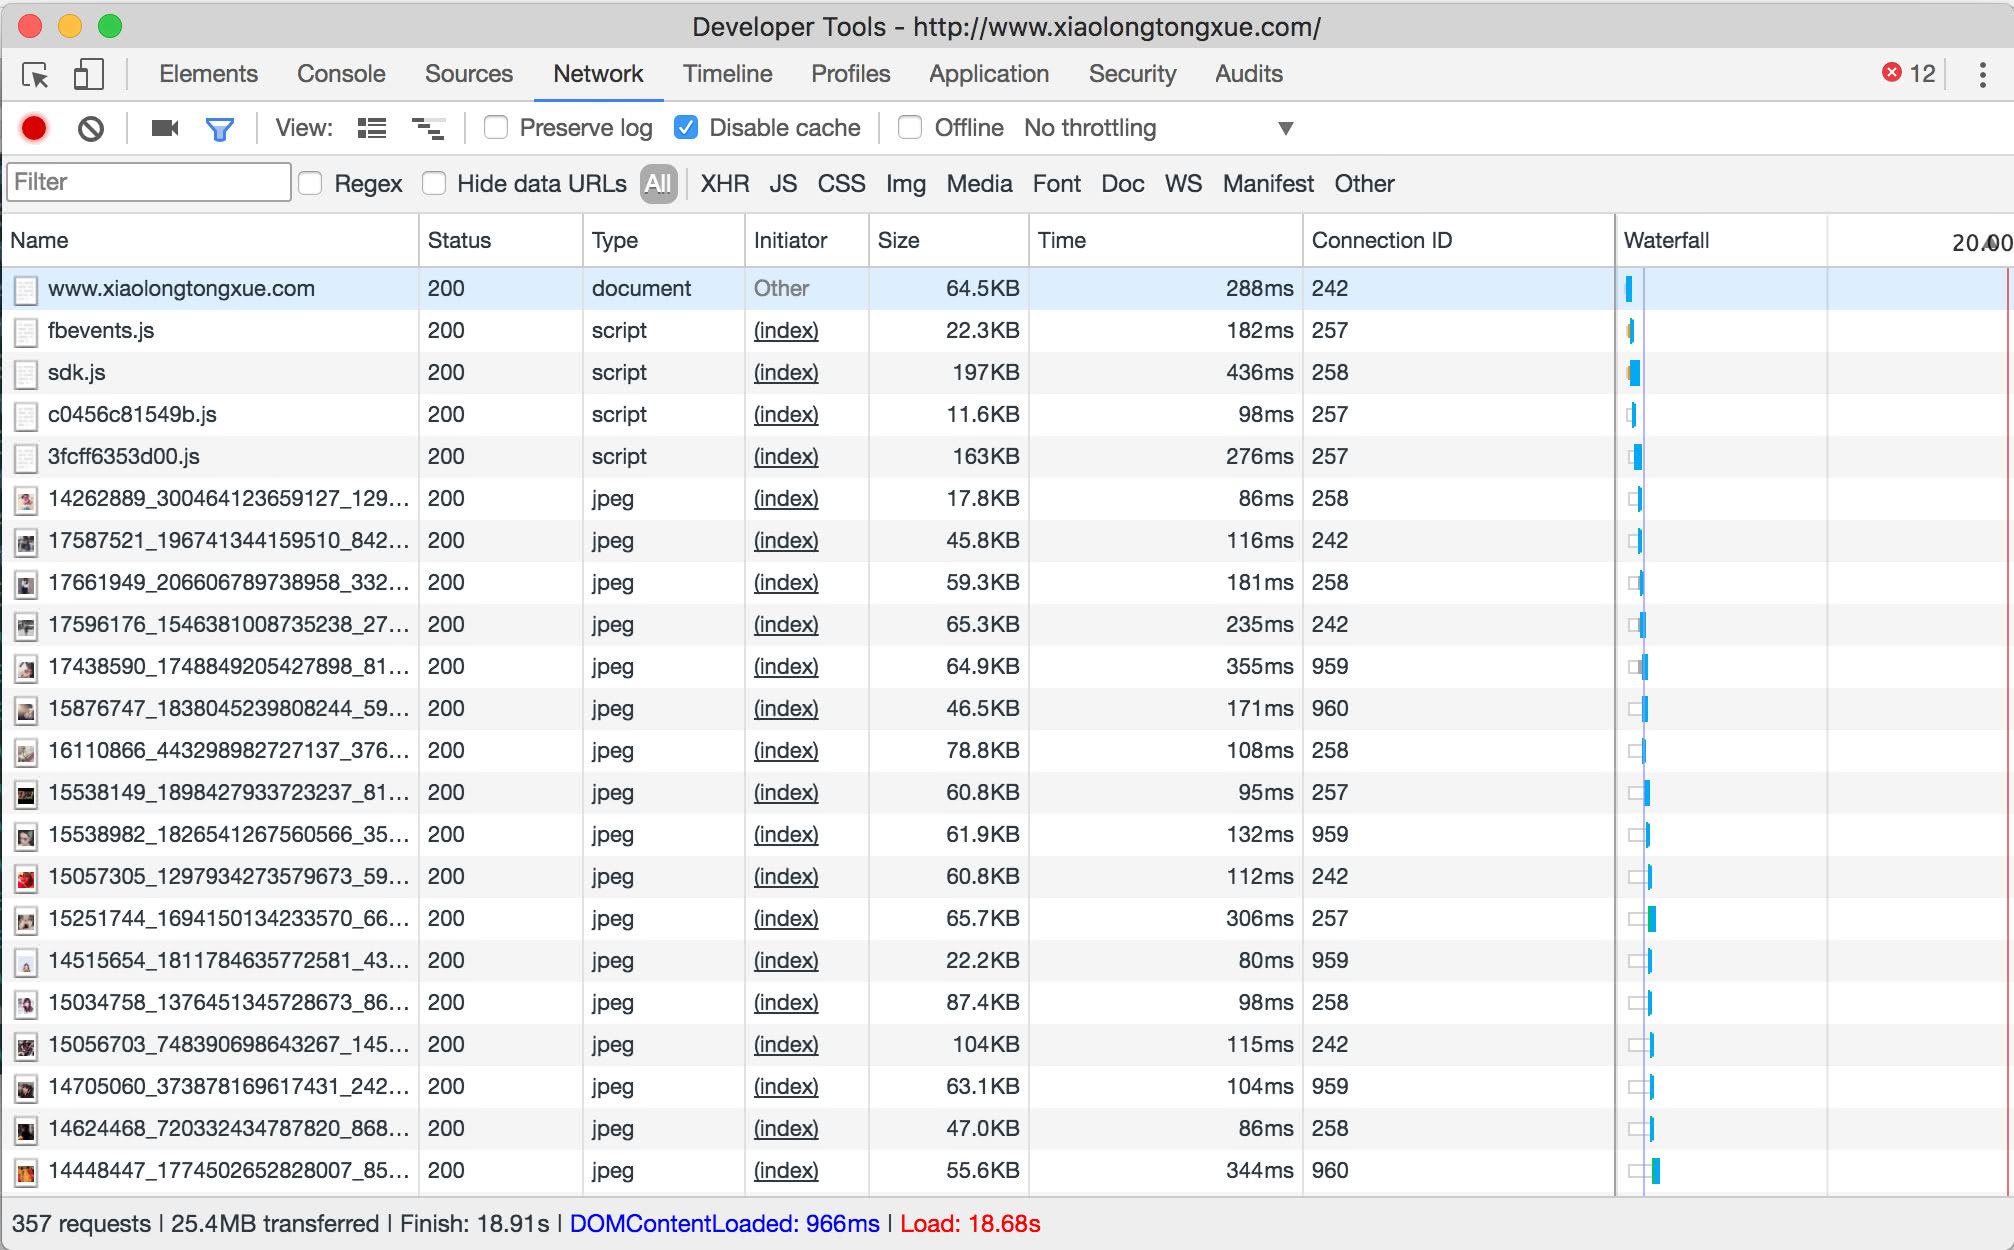 Developer Tools - http://www.xiaolongtongxue.com/
Elements Console Sources Network Timeline Profiles Application Security Audits 12
View: Preserve log Disable cache Offline No throttling
Filter Regex Hide data URLs All XHR JS CSS Img Media Font Doc WS Manifest Other
Name Status Type Initiator Size Time Connection ID Waterfall 20.00
www.xiaolongtongxue.com 200 document Other 64.5KB 288ms 242
fbevents.js 200 script (index) 22.3KB 182ms 257
sdk.js 200 script (index) 197KB 436ms 258
c0456c81549b.js 200 script (index) 11.6KB 98ms 257
3fcff6353d00.js 200 script (index) 163KB 276ms 257
14262889_300464123659127_129... 200 jpeg (index) 17.8KB 86ms 258
17587521_196741344159510_842... 200 jpeg (index) 45.8KB 116ms 242
17661949_206606789738958_332... 200 jpeg (index) 59.3KB 181ms 258
17596176_1546381008735238_27... 200 jpeg (index) 65.3KB 235ms 242
17438590_1748849205427898_81... 200 jpeg (index) 64.9KB 355ms 959
15876747_1838045239808244_59... 200 jpeg (index) 46.5KB 171ms 960
16110866_443298982727137_376... 200 jpeg (index) 78.8KB 108ms 258
15538149_1898427933723237_81... 200 jpeg (index) 60.8KB 95ms 257
15538982_1826541267560566_35... 200 jpeg (index) 61.9KB 132ms 959
15057305_1297934273579673_59... 200 jpeg (index) 60.8KB 112ms 242
15251744_1694150134233570_66... 200 jpeg (index) 65.7KB 306ms 257
14515654_1811784635772581_43... 200 jpeg (index) 22.2KB 80ms 959
15034758_1376451345728673_86... 200 jpeg (index) 87.4KB 98ms 258
15056703_748390698643267_145... 200 jpeg (index) 104KB 115ms 242
14705060_373878169617431_242... 200 jpeg (index) 63.1KB 104ms 959
14624468_720332434787820_868... 200 jpeg (index) 47.0KB 86ms 258
14448447_1774502652828007_85... 200 jpeg (index) 55.6KB 344ms 960
357 requests | 25.4MB transferred | Finish: 18.91s | DOMContentLoaded: 966ms | Load: 18.68s